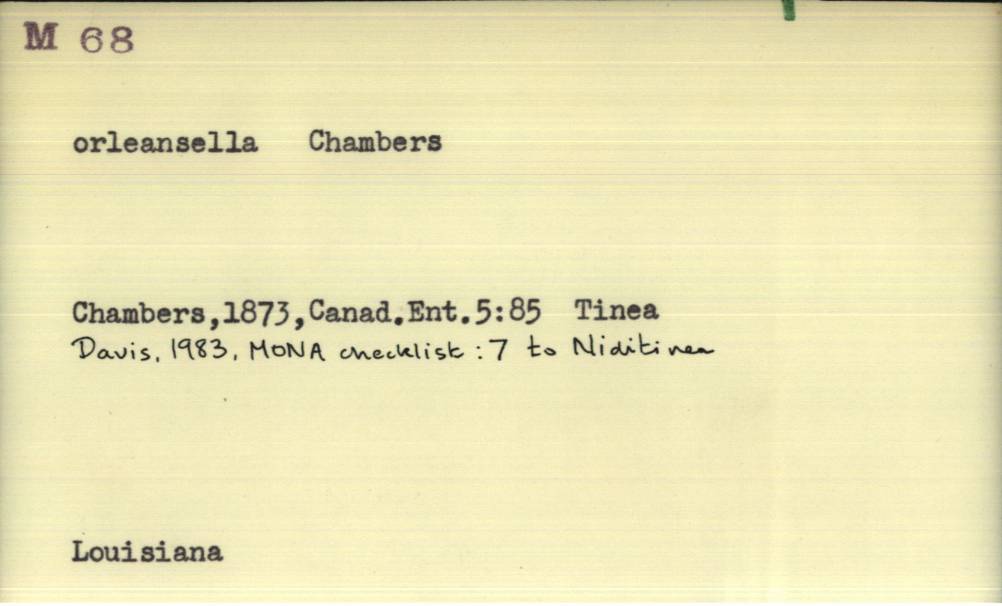 M 68
orleansella Chambers
Chambers,1873,Canad.Ent.5:85 Tinea
Davis, 1983, MONA checklist : 7 to Niditinea
Louisiana